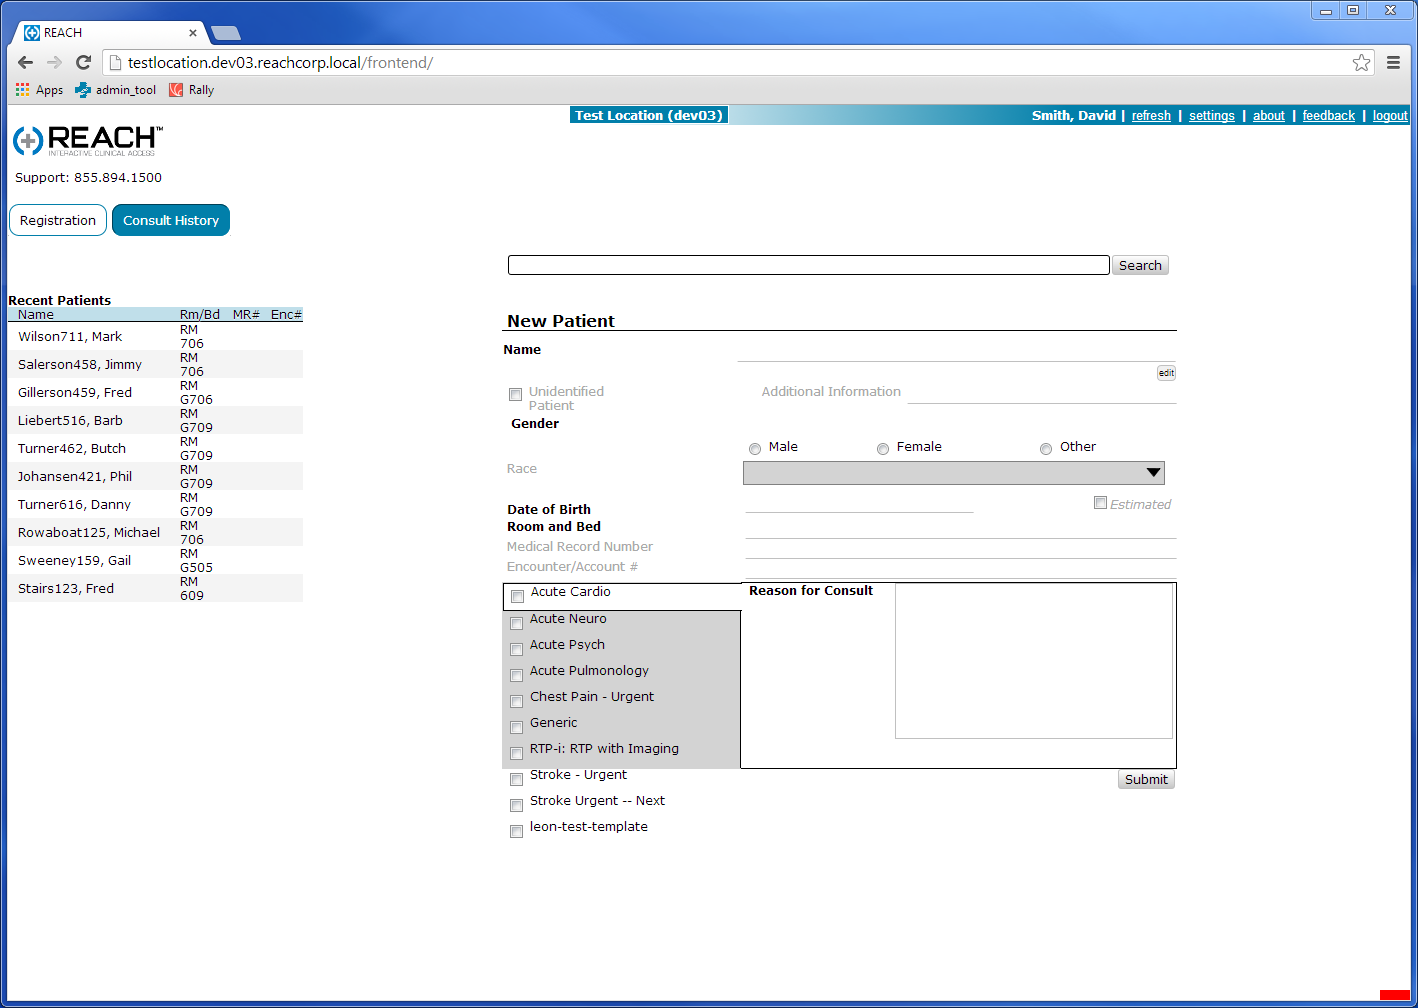 REACH
testlocation.dev03.reachcorp.local/frontend/
Apps admin_tool Rally
Test Location (dev03) Smith, David | refresh | settings | about | feedback | logout
REACH™
INTERACTIVE CLINICAL ACCESS
Support: 855.894.1500
Registration Consult History
Search
Recent Patients
Name Rm/Bd MR# Enc#
Wilson711, Mark RM 706
Salerson458, Jimmy RM 706
Gillerson459, Fred RM G706
Liebert516, Barb RM G709
Turner462, Butch RM G709
Johansen421, Phil RM G709
Turner616, Danny RM G709
Rowaboat125, Michael RM 706
Sweeney159, Gail RM G505
Stairs123, Fred RM 609
New Patient
Name
edit
Unidentified Patient Additional Information
Gender
Male Female Other
Race
Date of Birth Estimated
Room and Bed
Medical Record Number
Encounter/Account #
Acute Cardio Reason for Consult
Acute Neuro
Acute Psych
Acute Pulmonology
Chest Pain - Urgent
Generic
RTP-i: RTP with Imaging
Stroke - Urgent Submit
Stroke Urgent -- Next
leon-test-template